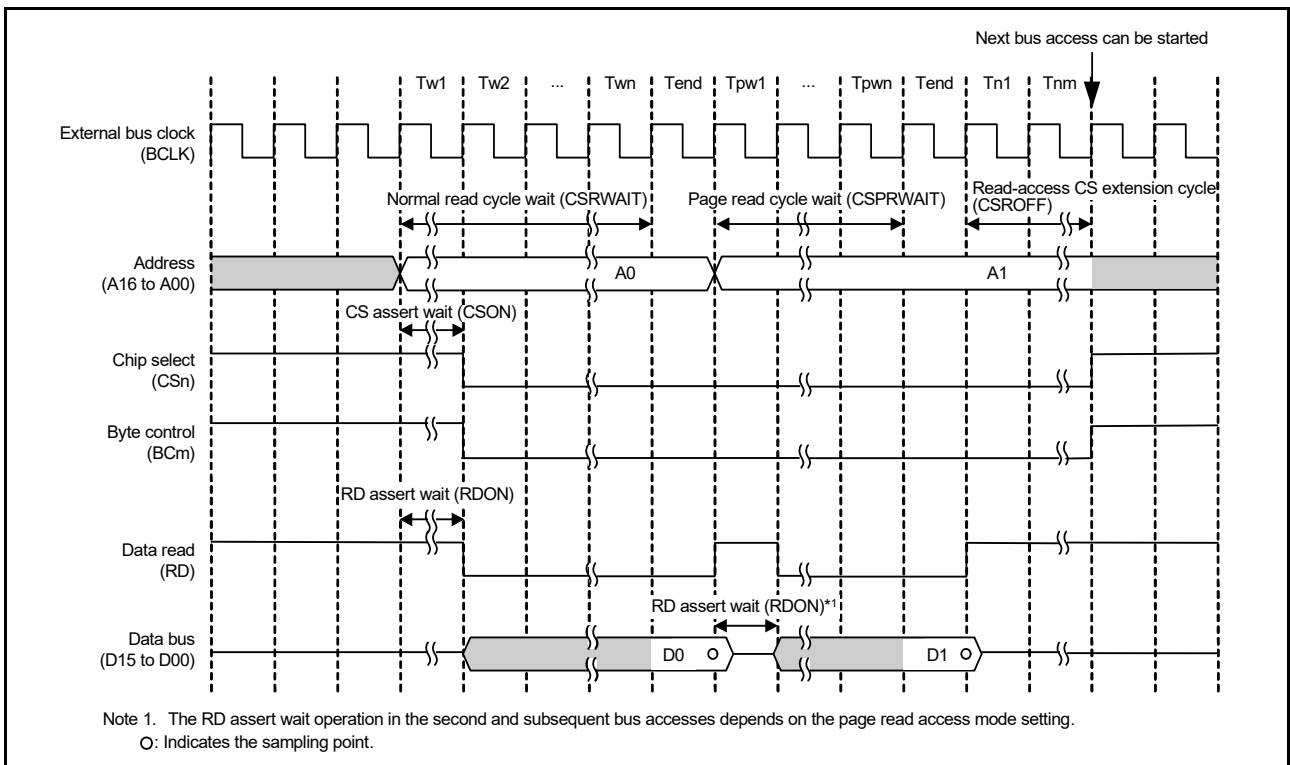 Next bus access can be started
Tw1 Tw2 ... Twn Tend Tpw1 ... Tpwn Tend Tn1 Tnm
External bus clock
(BCLK)
Normal read cycle wait (CSRWAIT)
Page read cycle wait (CSPRWAIT)
Read-access CS extension cycle
(CSROFF)
Address
(A16 to A00)
A0
A1
CS assert wait (CSON)
Chip select
(CSn)
Byte control
(BCm)
RD assert wait (RDON)
Data read
(RD)
RD assert wait (RDON)*1
Data bus
(D15 to D00)
D0
D1
Note 1. The RD assert wait operation in the second and subsequent bus accesses depends on the page read access mode setting.
O: Indicates the sampling point.